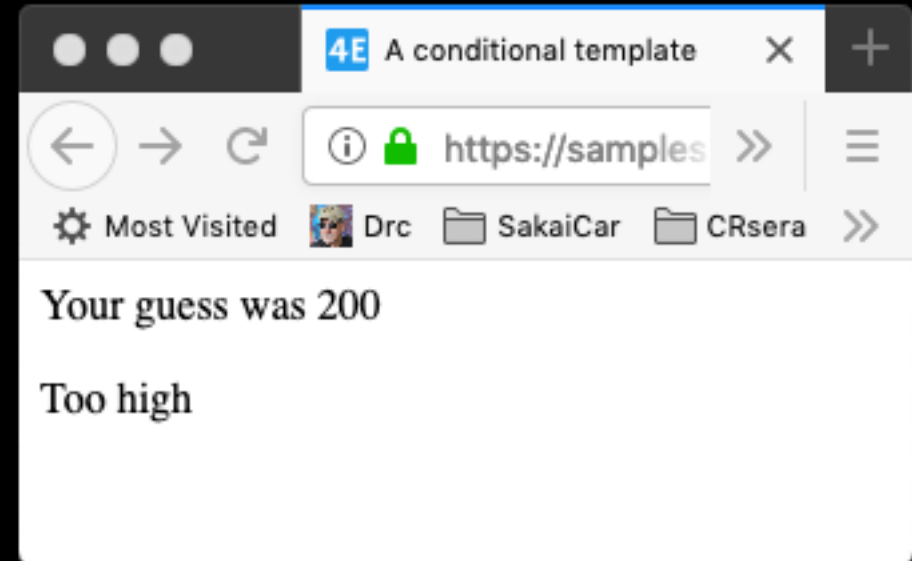 4E A conditional template
https://samples
Most Visited Drc SakaiCar CRsera
Your guess was 200
Too high